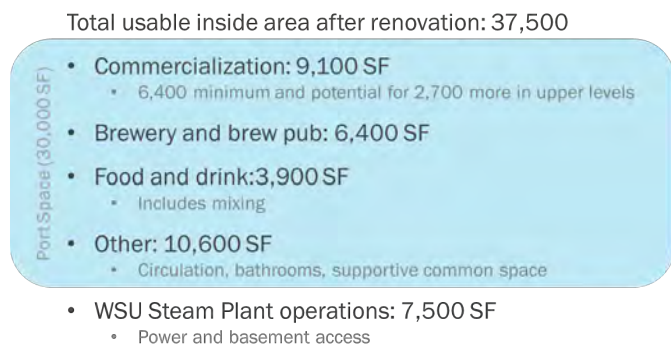 Total usable inside area after renovation: 37,500
Port Space (30,000 SF)
• Commercialization: 9,100 SF
• 6,400 minimum and potential for 2,700 more in upper levels
• Brewery and brew pub: 6,400 SF
• Food and drink:3,900 SF
• Includes mixing
• Other: 10,600 SF
• Circulation, bathrooms, supportive common space
• WSU Steam Plant operations: 7,500 SF
• Power and basement access